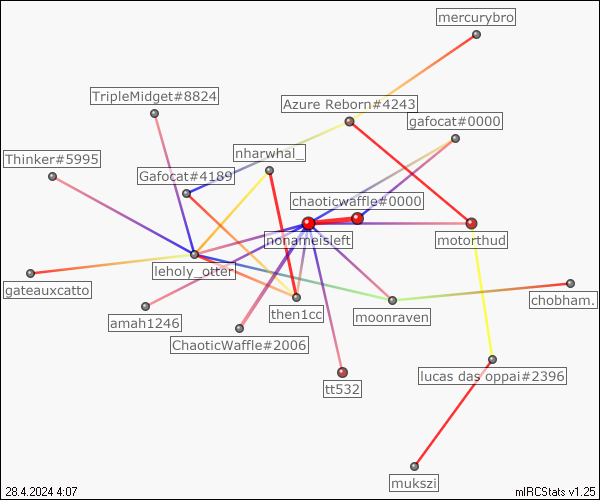 mercurybro
TripleMidget#8824
Azure Reborn#4243
gafocat#0000
nharwhal_
Thinker#5995
Gafocat#4189
chaoticwaffle#0000
nonameisleft
motorthud
leholy_otter
gateauxcatto
chobham.
amah1246
then1cc
moonraven
ChaoticWaffle#2006
lucas das oppai#2396
tt532
mukszi
28.4.2024 4:07
mIRCStats v1.25